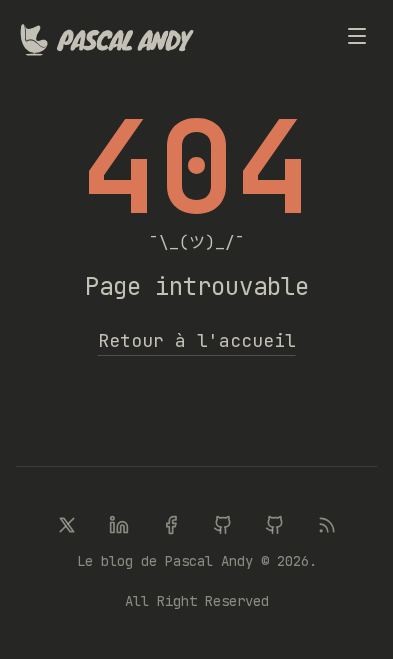 PASCAL ANDY
404
¯\_(ツ)_/¯
Page introuvable
Retour à l'accueil
Le blog de Pascal Andy © 2026.
All Right Reserved